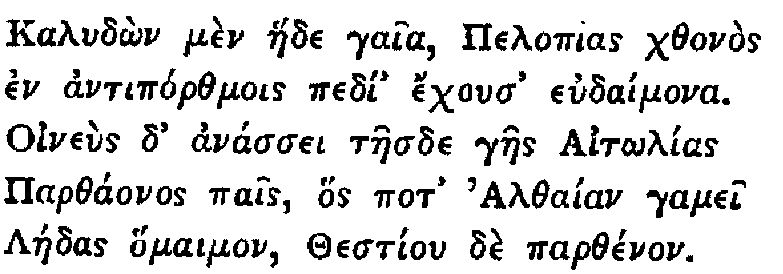 Καλυδὼν μὲν ἥδε γαῖα, Πελοπίας χθονὸς
ἐν ἀντιπόρθμοις πεδί’ ἔχουσ’ εὐδαίμονα.
Οἰνεὺς δ’ ἀνάσσει τῆσδε γῆς Αἰτωλίας
Παρθάονος παῖς, ὅς ποτ’ Ἀλθαίαν γαμεῖ
Λήδας ὅμαιμον, Θεστίου δὲ παρθένον.